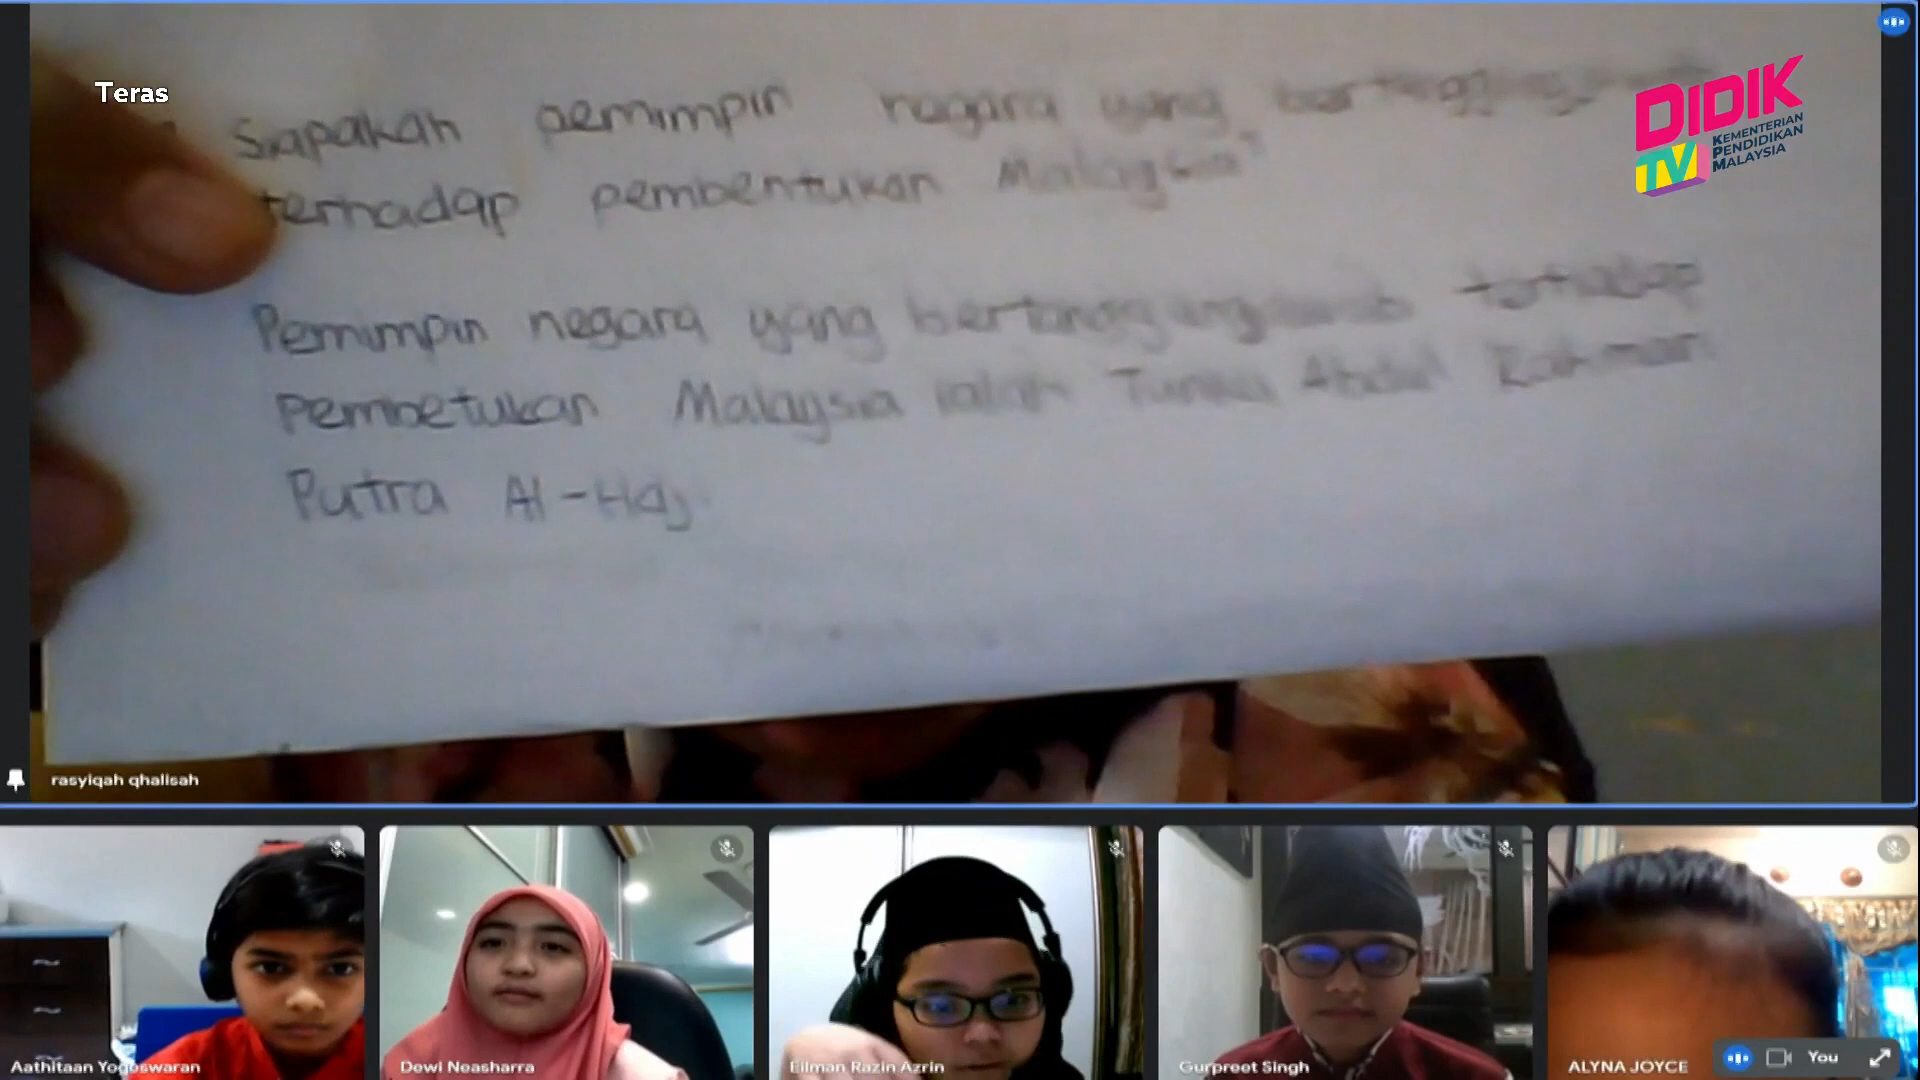 Teras
DIDIK
TV
KEMENTERIAN
PENDIDIKAN
MALAYSIA
Siapakah pemimpin negara yang bertanggungjawab
terhadap pembentukan Malaysia?
Pemimpin negara yang bertanggungjawab terhadap
pembetukan Malaysia ialah Tunku Abdul Rahman
Putra Al-Haj.
rasyiqah qhalisah
Aathitaan Yogeswaran
Dewi Neasharra
Eilman Razin Azrin
Gurpreet Singh
ALYNA JOYCE
You